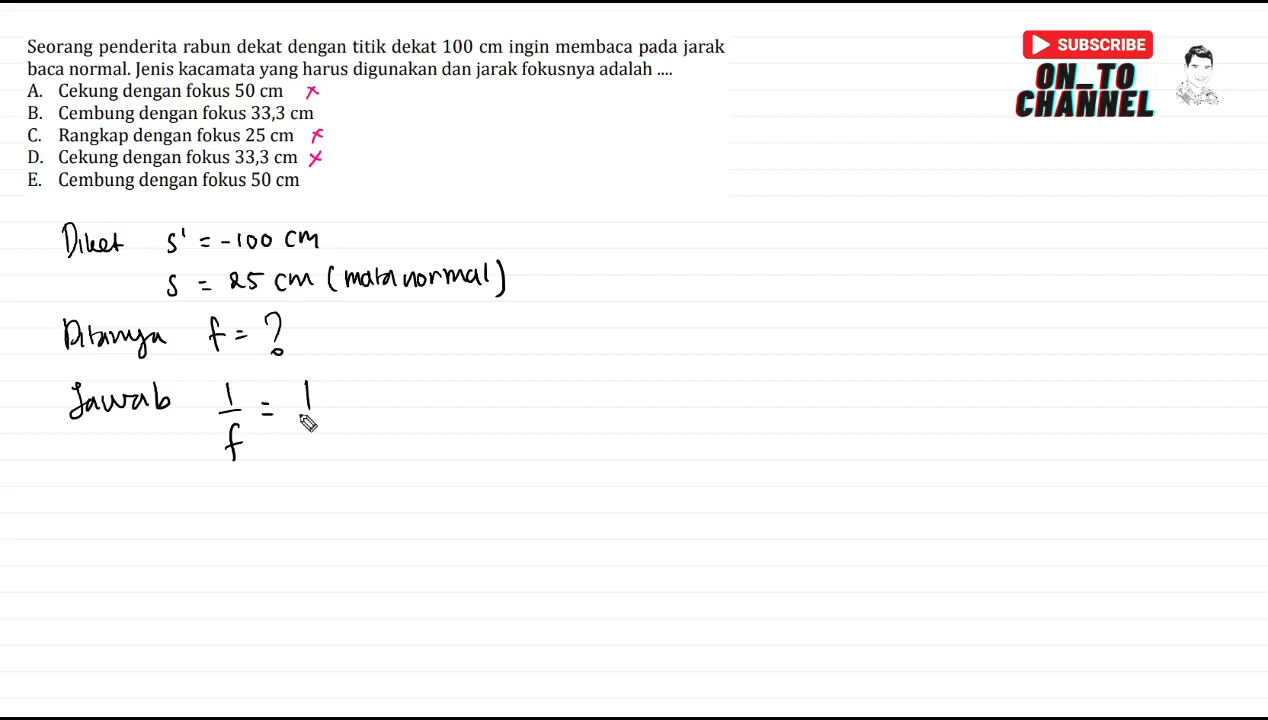 Seorang penderita rabun dekat dengan titik dekat 100 cm ingin membaca pada jarak
baca normal. Jenis kacamata yang harus digunakan dan jarak fokusnya adalah ....
A. Cekung dengan fokus 50 cm x
B. Cembung dengan fokus 33,3 cm
C. Rangkap dengan fokus 25 cm x
D. Cekung dengan fokus 33,3 cm x
E. Cembung dengan fokus 50 cm
SUBSCRIBE
ON_TO
CHANNEL
Diket s' = -100 cm
s = 25 cm (mata normal)
Ditanya f = ?
Jawab 1/f = 1